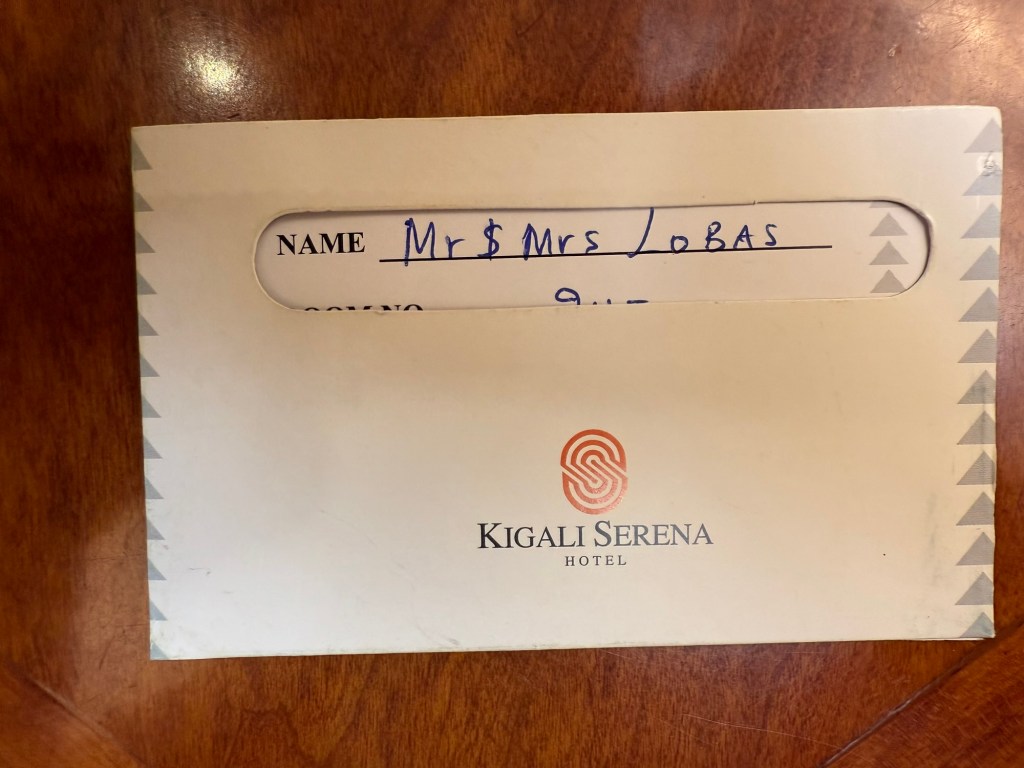 NAME Mr $ Mrs LOBAS
KIGALI SERENA
HOTEL